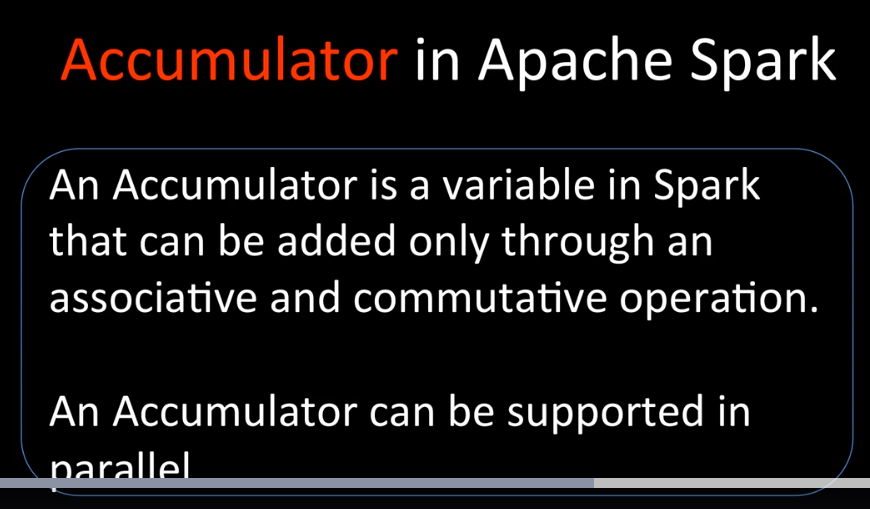 Accumulator in Apache Spark
An Accumulator is a variable in Spark
that can be added only through an
associative and commutative operation.
An Accumulator can be supported in
parallel